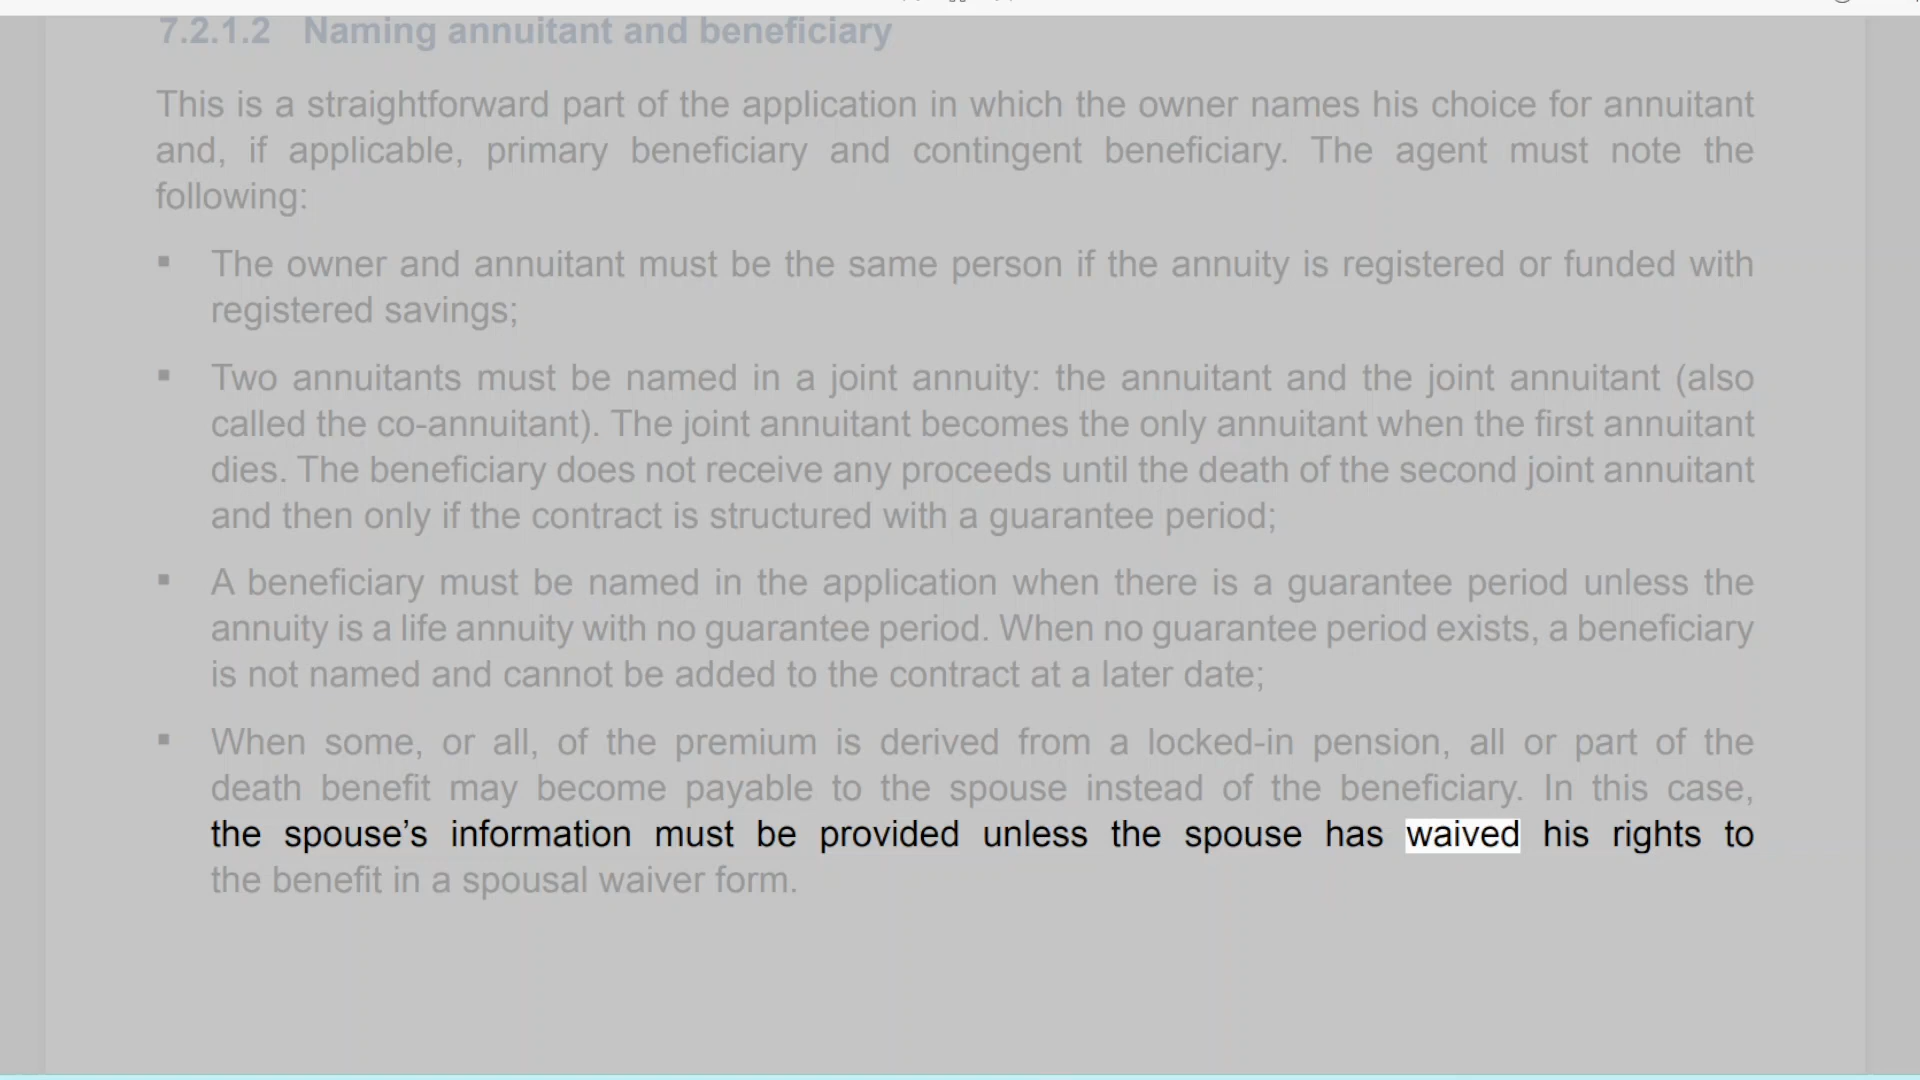 7.2.1.2 Naming annuitant and beneficiary
This is a straightforward part of the application in which the owner names his choice for annuitant
and, if applicable, primary beneficiary and contingent beneficiary. The agent must note the
following:
▪ The owner and annuitant must be the same person if the annuity is registered or funded with
registered savings;
▪ Two annuitants must be named in a joint annuity: the annuitant and the joint annuitant (also
called the co-annuitant). The joint annuitant becomes the only annuitant when the first annuitant
dies. The beneficiary does not receive any proceeds until the death of the second joint annuitant
and then only if the contract is structured with a guarantee period;
▪ A beneficiary must be named in the application when there is a guarantee period unless the
annuity is a life annuity with no guarantee period. When no guarantee period exists, a beneficiary
is not named and cannot be added to the contract at a later date;
▪ When some, or all, of the premium is derived from a locked-in pension, all or part of the
death benefit may become payable to the spouse instead of the beneficiary. In this case,
the spouse’s information must be provided unless the spouse has waived his rights to
the benefit in a spousal waiver form.